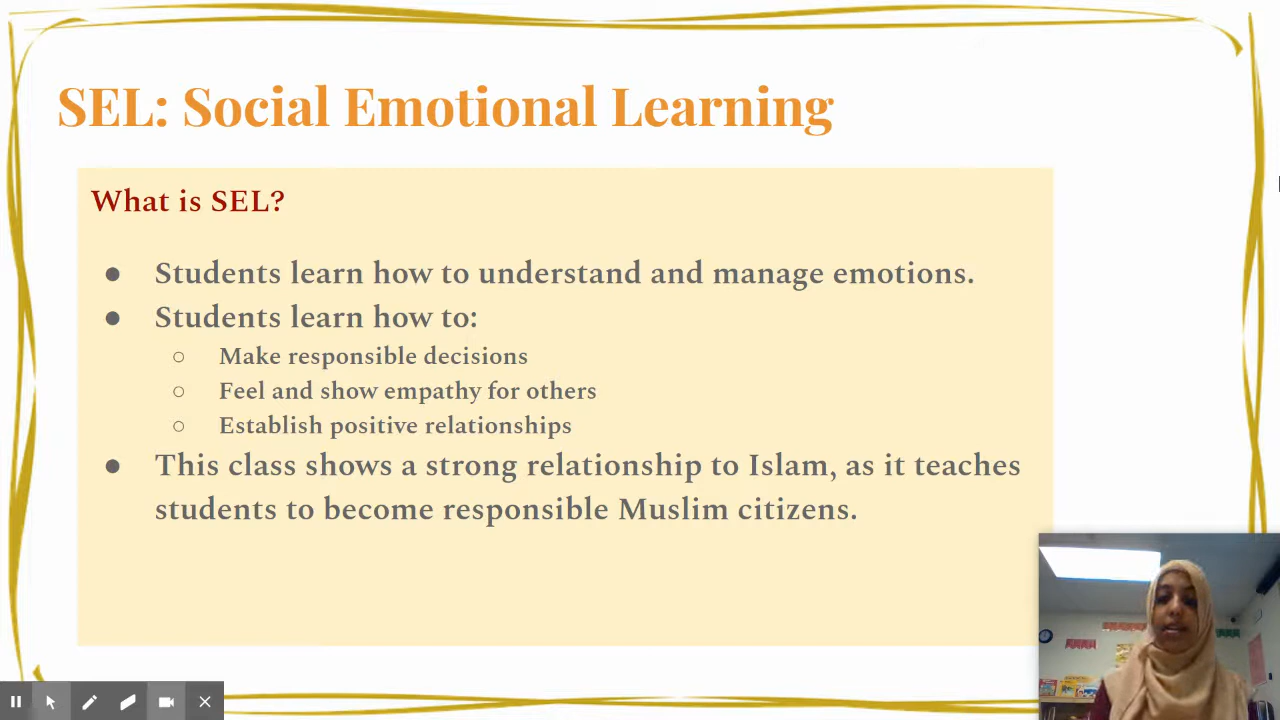 SEL: Social Emotional Learning
What is SEL?
● Students learn how to understand and manage emotions.
● Students learn how to:
○ Make responsible decisions
○ Feel and show empathy for others
○ Establish positive relationships
● This class shows a strong relationship to Islam, as it teaches
students to become responsible Muslim citizens.